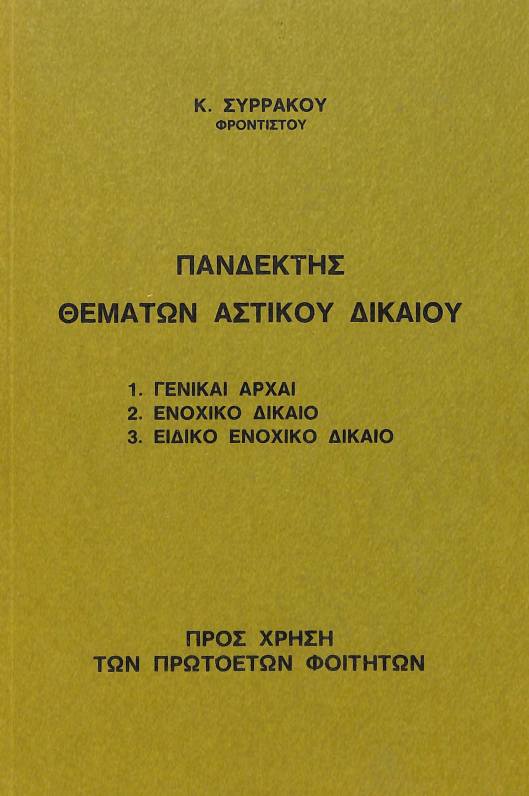 Κ. ΣΥΡΡΑΚΟΥ
ΦΡΟΝΤΙΣΤΟΥ
ΠΑΝΔΕΚΤΗΣ
ΘΕΜΑΤΩΝ ΑΣΤΙΚΟΥ ΔΙΚΑΙΟΥ
1. ΓΕΝΙΚΑΙ ΑΡΧΑΙ
2. ΕΝΟΧΙΚΟ ΔΙΚΑΙΟ
3. ΕΙΔΙΚΟ ΕΝΟΧΙΚΟ ΔΙΚΑΙΟ
ΠΡΟΣ ΧΡΗΣΗ
ΤΩΝ ΠΡΩΤΟΕΤΩΝ ΦΟΙΤΗΤΩΝ